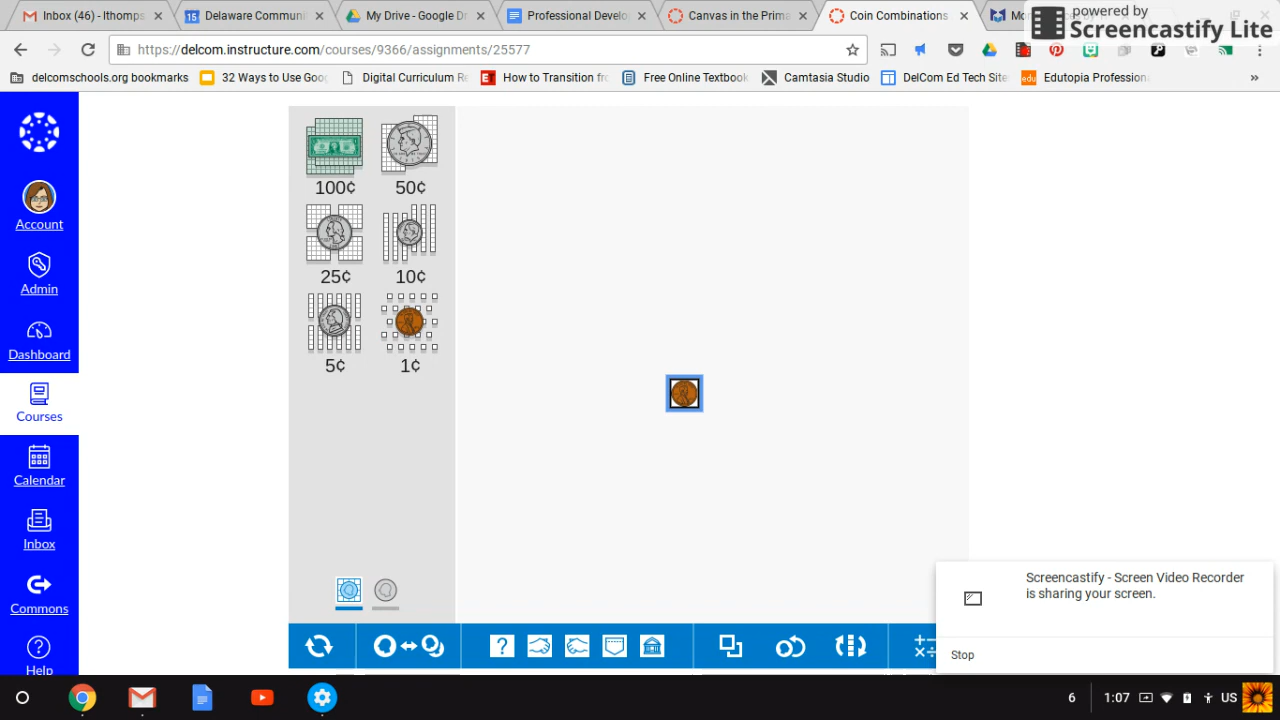 powered by
Screencastify Lite
Inbox (46) - lthomps
Delaware Commun
My Drive - Google Dr
Professional Develo
Canvas in the Prim
Coin Combinations
https://delcom.instructure.com/courses/9366/assignments/25577
delcomschools.org bookmarks
32 Ways to Use Goo
Digital Curriculum Re
How to Transition fro
Free Online Textbook
Camtasia Studio
DelCom Ed Tech Site
Edutopia Profession
»
Account
Admin
Dashboard
Courses
Calendar
Inbox
Commons
Help
100¢
50¢
25¢
10¢
5¢
1¢
Screencastify - Screen Video Recorder
is sharing your screen.
Stop
6
1:07
US